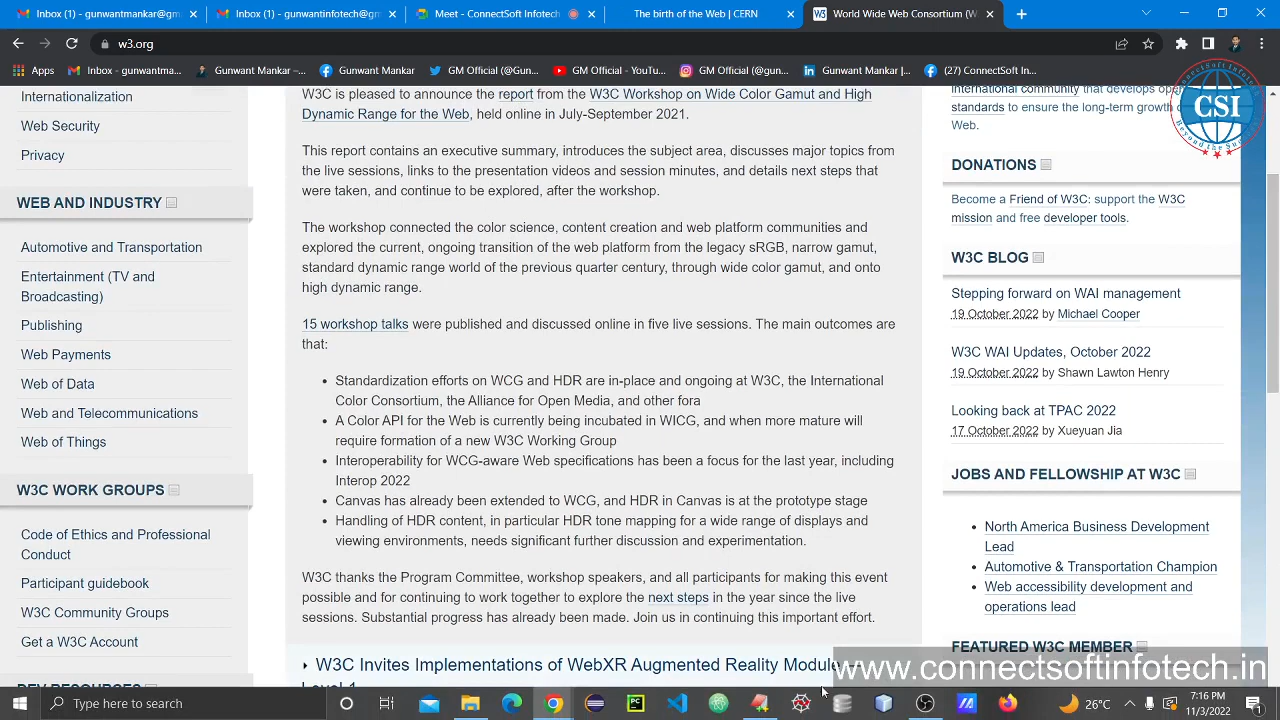 Inbox (1) - gunwantmankar@gm
Inbox (1) - gunwantinfotech@gm
Meet - ConnectSoft Infotech
The birth of the Web | CERN
World Wide Web Consortium (W
w3.org
Apps
Inbox - gunwantma...
Gunwant Mankar –...
Gunwant Mankar
GM Official (@G...
GM Official - YouTu...
GM Official (@ga...
Gunwant Mankar |...
(27) ConnectSoft In...
Internationalization
Web Security
Privacy
WEB AND INDUSTRY
Automotive and Transportation
Entertainment (TV and
Broadcasting)
Publishing
Web Payments
Web of Data
Web and Telecommunications
Web of Things
W3C WORK GROUPS
Code of Ethics and Professional
Conduct
Participant guidebook
W3C Community Groups
Get a W3C Account
W3C is pleased to announce the report from the W3C Workshop on Wide Color Gamut and High
Dynamic Range for the Web, held online in July-September 2021.
This report contains an executive summary, introduces the subject area, discusses major topics from
the live sessions, links to the presentation videos and session minutes, and details next steps that
were taken, and continue to be explored, after the workshop.
The workshop connected the color science, content creation and web platform communities and
explored the current, ongoing transition of the web platform from the legacy sRGB, narrow gamut,
standard dynamic range world of the previous quarter century, through wide color gamut, and onto
high dynamic range.
15 workshop talks were published and discussed online in five live sessions. The main outcomes are
that:
• Standardization efforts on WCG and HDR are in-place and ongoing at W3C, the International
Color Consortium, the Alliance for Open Media, and other fora
• A Color API for the Web is currently being incubated in WICG, and when more mature will
require formation of a new W3C Working Group
• Interoperability for WCG-aware Web specifications has been a focus for the last year, including
Interop 2022
• Canvas has already been extended to WCG, and HDR in Canvas is at the prototype stage
• Handling of HDR content, in particular HDR tone mapping for a wide range of displays and
viewing environments, needs significant further discussion and experimentation.
W3C thanks the Program Committee, workshop speakers, and all participants for making this event
possible and for continuing to work together to explore the next steps in the year since the live
sessions. Substantial progress has already been made. Join us in continuing this important effort.
W3C Invites Implementations of WebXR Augmented Reality Module —
Level 1
international community that develops open
standards to ensure the long-term growth
Web.
CSI
DONATIONS
Become a Friend of W3C: support the W3C
mission and free developer tools.
W3C BLOG
Stepping forward on WAI management
19 October 2022 by Michael Cooper
W3C WAI Updates, October 2022
19 October 2022 by Shawn Lawton Henry
Looking back at TPAC 2022
17 October 2022 by Xueyuan Jia
JOBS AND FELLOWSHIP AT W3C
• North America Business Development
Lead
• Automotive & Transportation Champion
• Web accessibility development and
operations lead
FEATURED W3C MEMBER
www.connectsoftinfotech.in
Type here to search
26°C
7:16 PM
11/3/2022